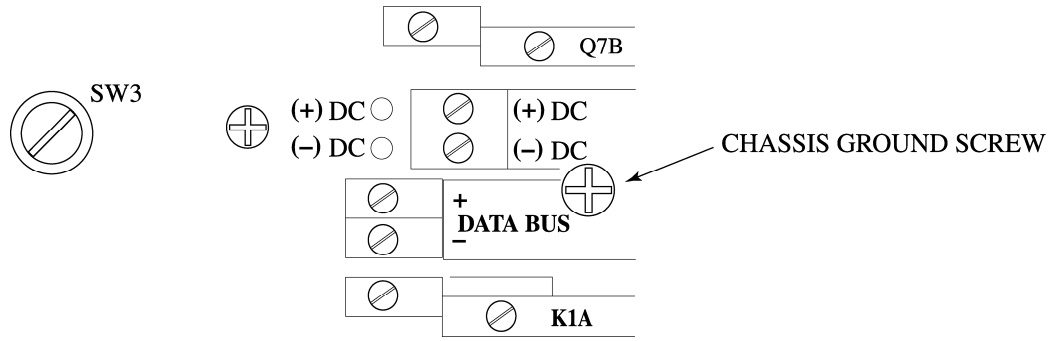 Q7B
SW3
(+) DC (+) DC
(−) DC (−) DC
CHASSIS GROUND SCREW
+
DATA BUS
−
K1A